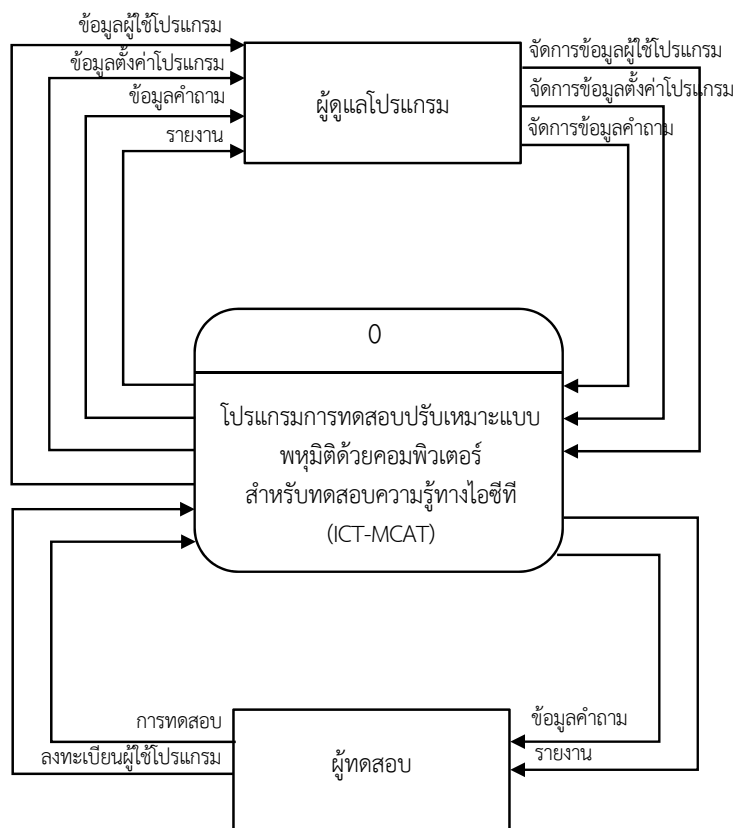 ข้อมูลผู้ใช้โปรแกรม
ข้อมูลตั้งค่าโปรแกรม
ข้อมูลคำถาม
รายงาน
ผู้ดูแลโปรแกรม
จัดการข้อมูลผู้ใช้โปรแกรม
จัดการข้อมูลตั้งค่าโปรแกรม
จัดการข้อมูลคำถาม
0
โปรแกรมการทดสอบปรับเหมาะแบบ
พหุมิติด้วยคอมพิวเตอร์
สำหรับทดสอบความรู้ทางไอซีที
(ICT-MCAT)
การทดสอบ
ลงทะเบียนผู้ใช้โปรแกรม
ผู้ทดสอบ
ข้อมูลคำถาม
รายงาน